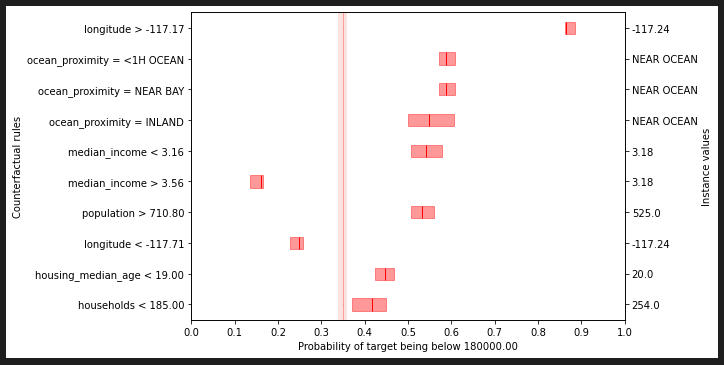 longitude > -117.17 -117.24
ocean_proximity = <1H OCEAN NEAR OCEAN
ocean_proximity = NEAR BAY NEAR OCEAN
ocean_proximity = INLAND NEAR OCEAN
median_income < 3.16 3.18
median_income > 3.56 3.18
population > 710.80 525.0
longitude < -117.71 -117.24
housing_median_age < 19.00 20.0
households < 185.00 254.0
Counterfactual rules
Instance values
0.0 0.1 0.2 0.3 0.4 0.5 0.6 0.7 0.8 0.9 1.0
Probability of target being below 180000.00